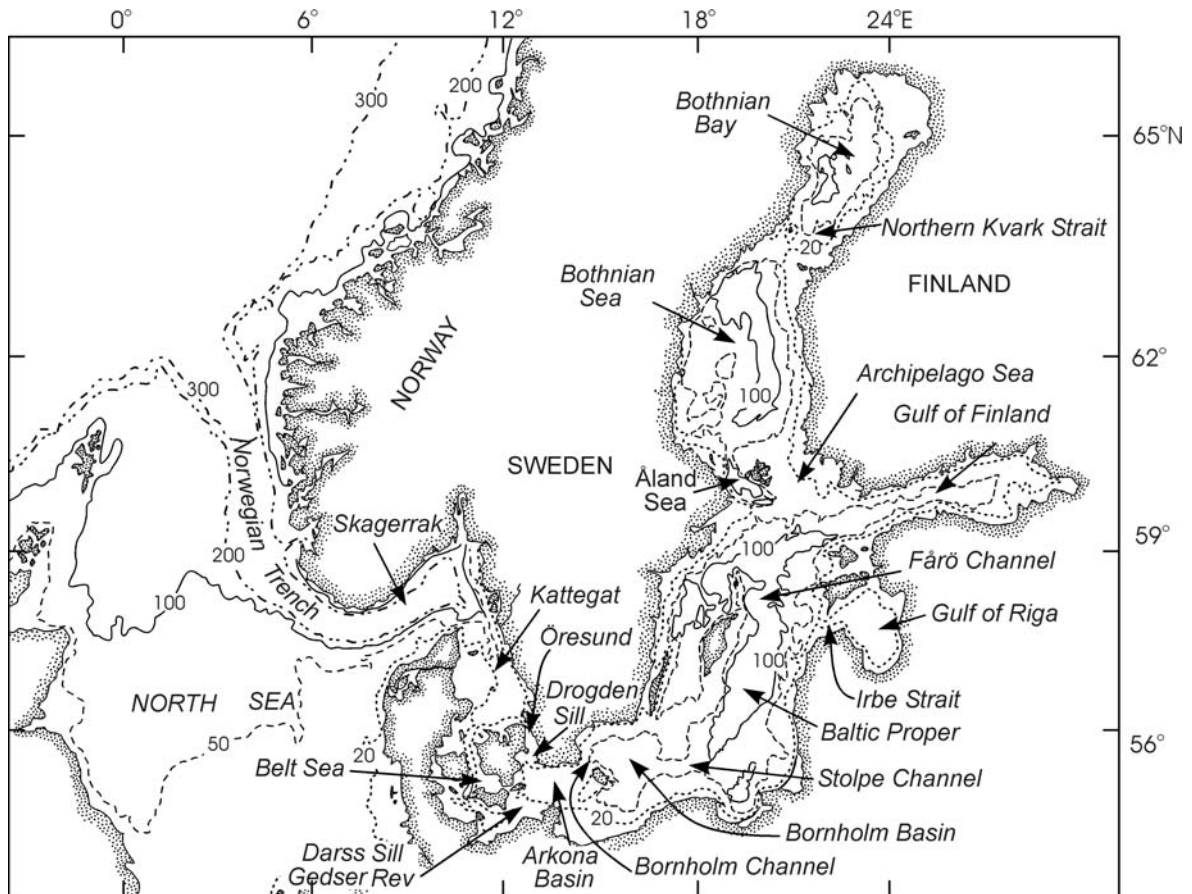 0° 6° 12° 18° 24°E
200
300
Bothnian
Bay
65°N
Northern Kvark Strait
20
Bothnian
Sea
FINLAND
NORWAY
62°
300
Archipelago Sea
100
Gulf of Finland
Norwegian
Trench
SWEDEN
Åland
Sea
Skagerrak
59°
200
100
Fårö Channel
100
Kattegat
Gulf of Riga
Öresund
100
NORTH SEA
Drogden
Sill
Irbe Strait
Baltic Proper
50
20
56°
Belt Sea
Stolpe Channel
20
Bornholm Basin
Darss Sill
Gedser Rev
Arkona
Basin
Bornholm Channel